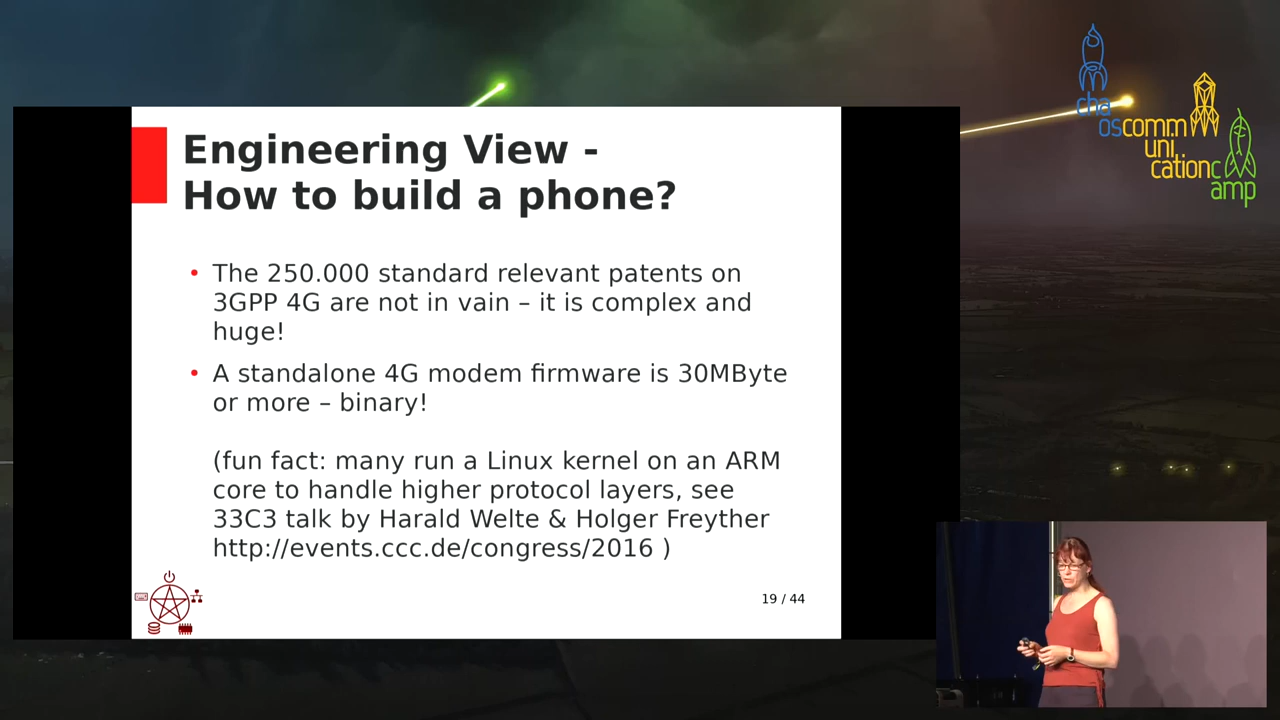 Engineering View -
How to build a phone?
• The 250.000 standard relevant patents on
3GPP 4G are not in vain – it is complex and
huge!
• A standalone 4G modem firmware is 30MByte
or more – binary!
(fun fact: many run a Linux kernel on an ARM
core to handle higher protocol layers, see
33C3 talk by Harald Welte & Holger Freyther
http://events.ccc.de/congress/2016 )
19 / 44
cha
oscomm
uni
cationc
amp